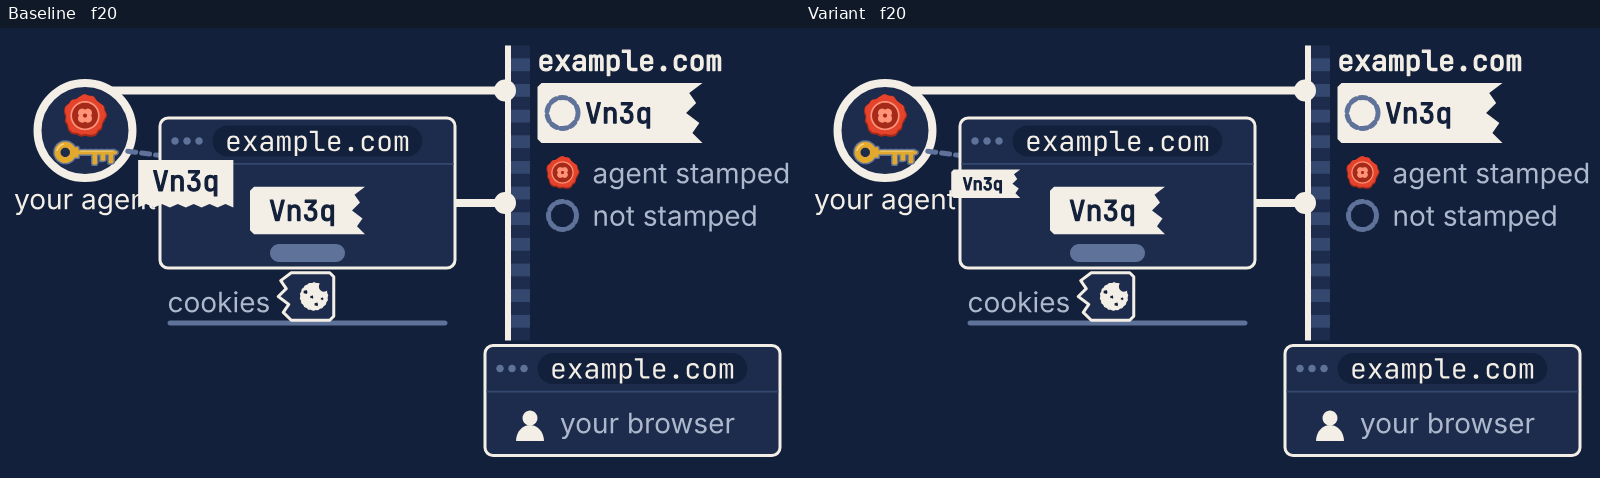 Baseline f20
example.com
Vn3q
agent stamped
not stamped
example.com
Vn3q
Vn3q
your agent
cookies
example.com
your browser
Variant f20
example.com
Vn3q
agent stamped
not stamped
example.com
Vn3q
Vn3q
your agent
cookies
example.com
your browser